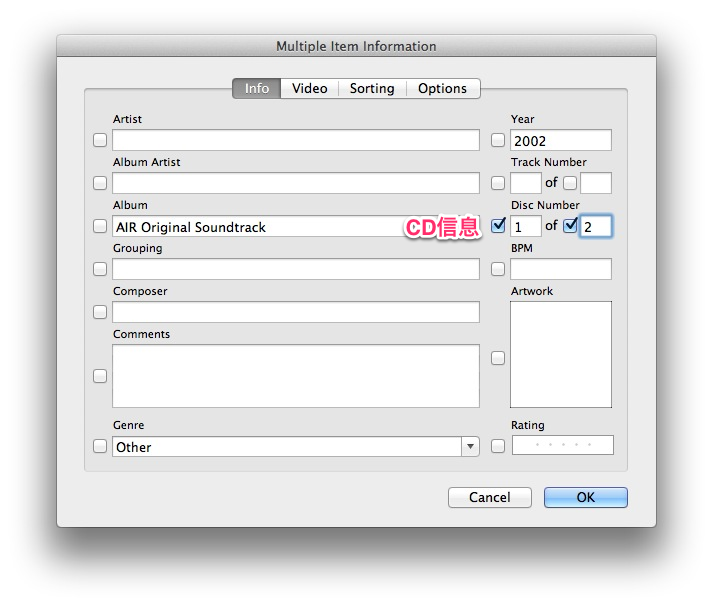 Multiple Item Information
Info Video Sorting Options
Artist Year
2002
Album Artist Track Number
of
Album Disc Number
AIR Original Soundtrack CD信息 1 of 2
Grouping BPM
Composer Artwork
Comments
Genre Rating
Other
Cancel OK